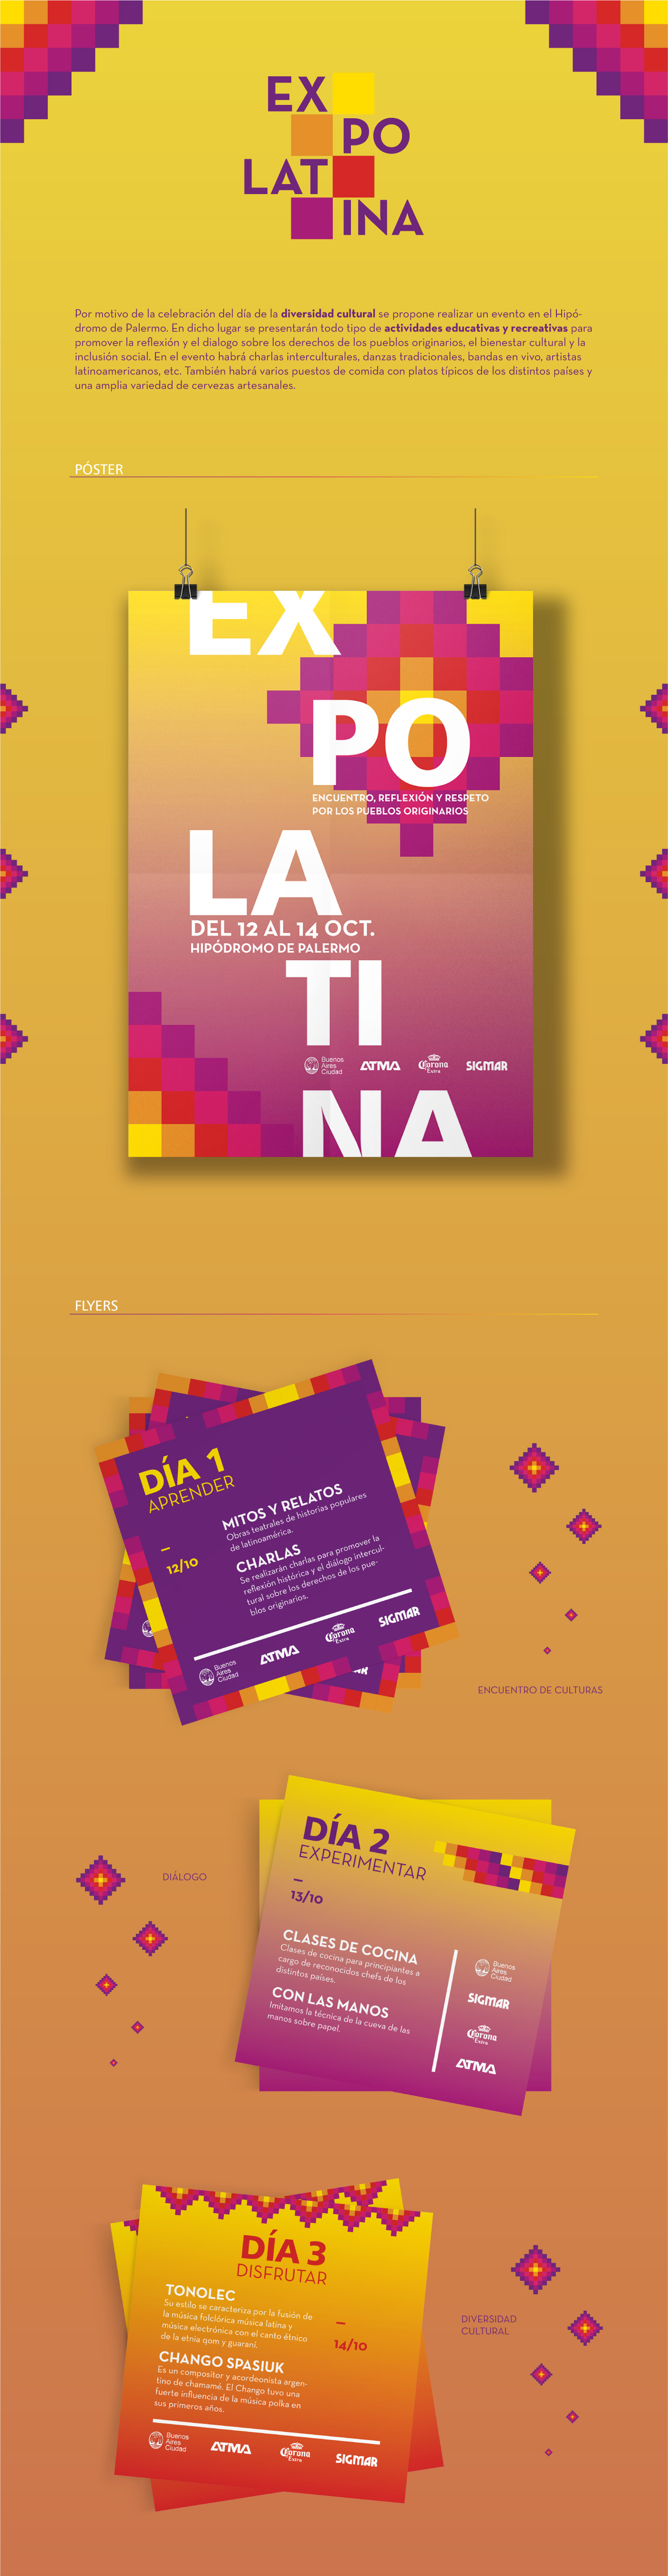 EX
PO
LAT
INA
Por motivo de la celebración del día de la diversidad cultural se propone realizar un evento en el Hipó-
dromo de Palermo. En dicho lugar se presentarán todo tipo de actividades educativas y recreativas para
promover la reflexión y el dialogo sobre los derechos de los pueblos originarios, el bienestar cultural y la
inclusión social. En el evento habrá charlas interculturales, danzas tradicionales, bandas en vivo, artistas
latinoamericanos, etc. También habrá varios puestos de comida con platos típicos de los distintos países y
una amplia variedad de cervezas artesanales.
PÓSTER
EX
PO
ENCUENTRO, REFLEXIÓN Y RESPETO
POR LOS PUEBLOS ORIGINARIOS
LA
DEL 12 AL 14 OCT.
HIPÓDROMO DE PALERMO
TI
Buenos
Aires
Ciudad
ATMA
Corona
Extra
SIGMAR
NA
FLYERS
DÍA 1
APRENDER
12/10
MITOS Y RELATOS
Obras teatrales de historias populares
de latinoamérica.
CHARLAS
Se realizarán charlas para promover la
reflexión histórica y el diálogo intercul-
tural sobre los derechos de los pue-
blos originarios.
Buenos
Aires
Ciudad
ATMA
Corona
Extra
SIGMAR
ENCUENTRO DE CULTURAS
DIÁLOGO
DÍA 2
EXPERIMENTAR
13/10
CLASES DE COCINA
Clases de cocina para principiantes a
cargo de reconocidos chefs de los
distintos países.
CON LAS MANOS
Imitamos la técnica de la cueva de las
manos sobre papel.
Buenos
Aires
Ciudad
SIGMAR
Corona
Extra
ATMA
DÍA 3
DISFRUTAR
TONOLEC
Su estilo se caracteriza por la fusión de
la música folclórica música latina y
música electrónica con el canto étnico
de la etnia qom y guaraní.
14/10
CHANGO SPASIUK
Es un compositor y acordeonista argen-
tino de chamamé. El Chango tuvo una
fuerte influencia de la música polka en
sus primeros años.
Buenos
Aires
Ciudad
ATMA
Corona
Extra
SIGMAR
DIVERSIDAD
CULTURAL